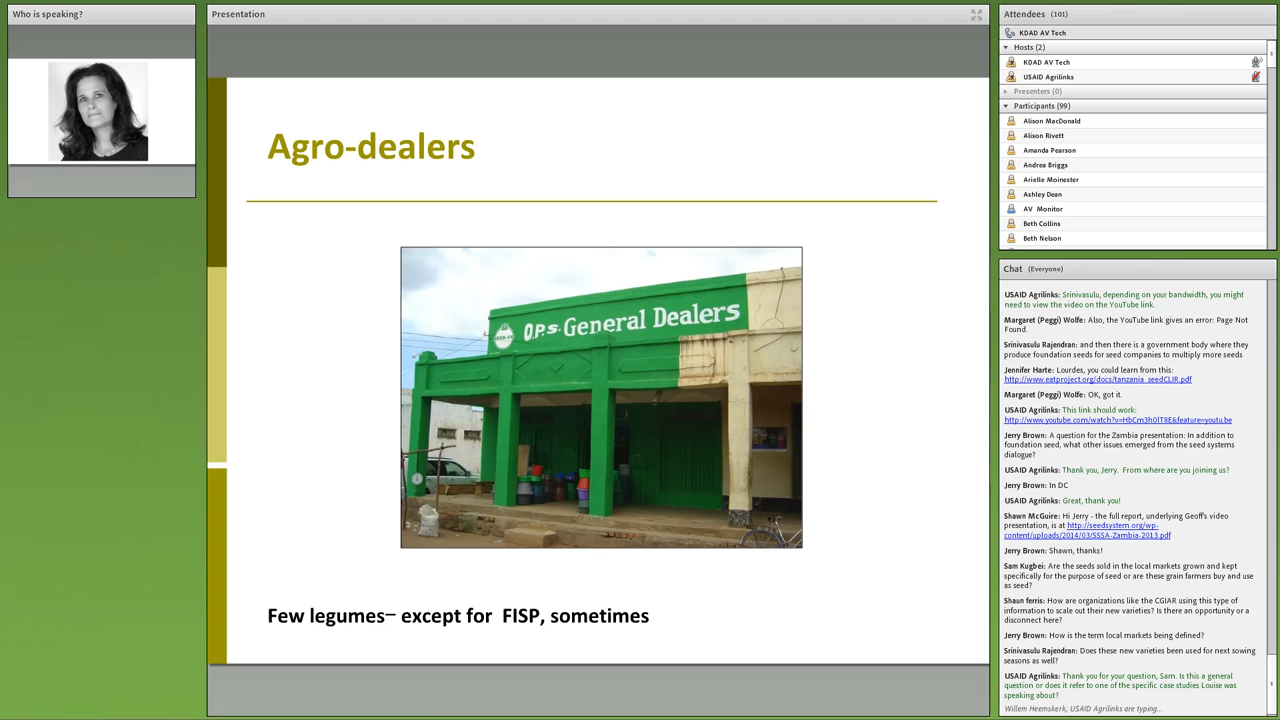 Who is speaking?
Presentation
Agro-dealers
O.P.S. General Dealers
Few legumes– except for FISP, sometimes
Attendees (101)
KDAD AV Tech
Hosts (2)
KDAD AV Tech
USAID Agrilinks
Presenters (0)
Participants (99)
Alison MacDonald
Alison Rivett
Amanda Pearson
Andrea Briggs
Arielle Moinester
Ashley Dean
AV Monitor
Beth Collins
Beth Nelson
Chat (Everyone)
USAID Agrilinks: Srinivasulu, depending on your bandwidth, you might
need to view the video on the YouTube link.
Margaret (Peggi) Wolfe: Also, the YouTube link gives an error: Page Not
Found.
Srinivasulu Rajendran: and then there is a government body where they
produce foundation seeds for seed companies to multiply more seeds
Jennifer Harte: Lourdes, you could learn from this:
http://www.eatproject.org/docs/tanzania_seedCLIR.pdf
Margaret (Peggi) Wolfe: OK, got it.
USAID Agrilinks: This link should work:
http://www.youtube.com/watch?v=HbCm3h0lT8E&feature=youtu.be
Jerry Brown: A question for the Zambia presentation: In addition to
foundation seed, what other issues emerged from the seed systems
dialogue?
USAID Agrilinks: Thank you, Jerry. From where are you joining us?
Jerry Brown: In DC
USAID Agrilinks: Great, thank you!
Shawn McGuire: Hi Jerry - the full report, underlying Geoff's video
presentation, is at http://seedsystem.org/wp-
content/uploads/2014/03/SSSA-Zambia-2013.pdf
Jerry Brown: Shawn, thanks!
Sam Kugbei: Are the seeds sold in the local markets grown and kept
specifically for the purpose of seed or are these grain farmers buy and use
as seed?
Shaun ferris: How are organizations like the CGIAR using this type of
information to scale out their new varieties? Is there an opportunity or a
disconnect here?
Jerry Brown: How is the term local markets being defined?
Srinivasulu Rajendran: Does these new varieties been used for next sowing
seasons as well?
USAID Agrilinks: Thank you for your question, Sam. Is this a general
question or does it refer to one of the specific case studies Louise was
speaking about?
Willem Heemskerk, USAID Agrilinks are typing...